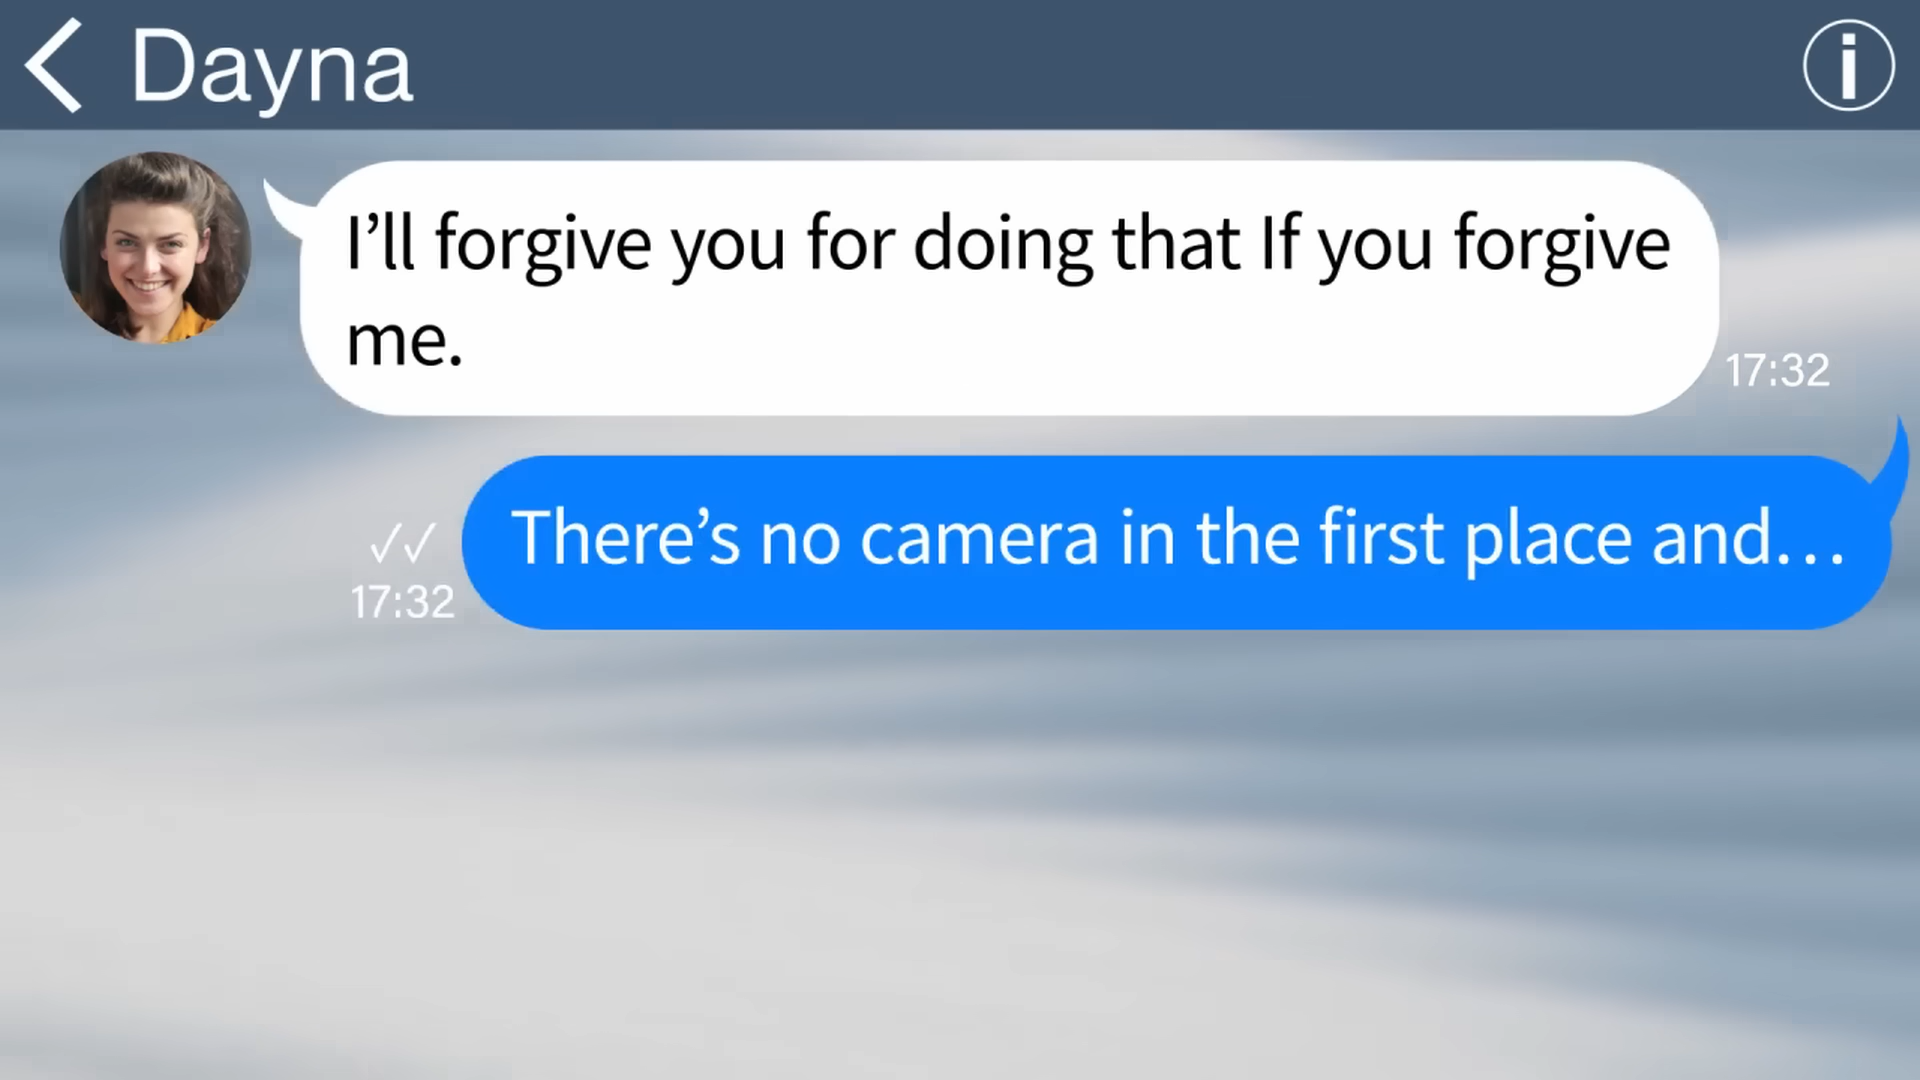 Dayna
I’ll forgive you for doing that If you forgive
me.
17:32
There’s no camera in the first place and…
17:32